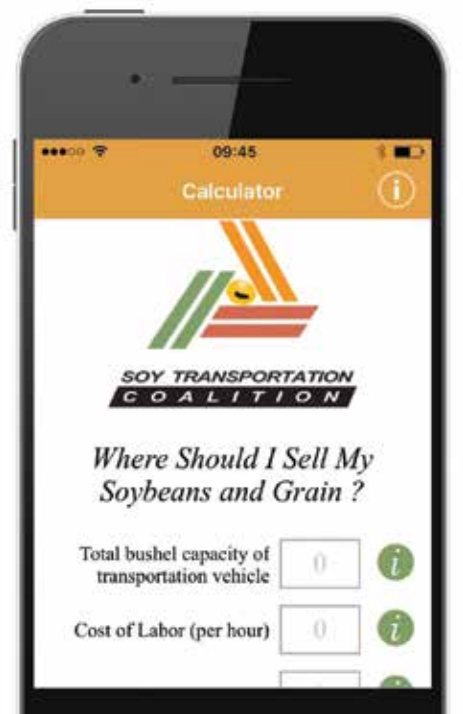 09:45
Calculator
i
SOY TRANSPORTATION
COALITION
Where Should I Sell My
Soybeans and Grain ?
Total bushel capacity of
transportation vehicle
0
i
Cost of Labor (per hour)
0
i